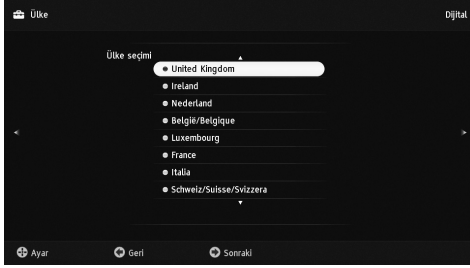 Ülke
Dijital
Ülke seçimi
United Kingdom
Ireland
Nederland
België/Belgique
Luxembourg
France
Italia
Schweiz/Suisse/Svizzera
Ayar
Geri
Sonraki